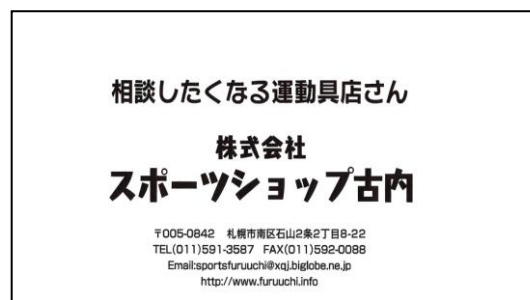 相談したくなる運動具店さん
株式会社
スポーツショップ古内
〒005-0842 札幌市南区石山2条2丁目8-22
TEL(011)591-3587 FAX(011)592-0088
Email:sportsfuruuchi@xqj.biglobe.ne.jp
http://www.furuuchi.info